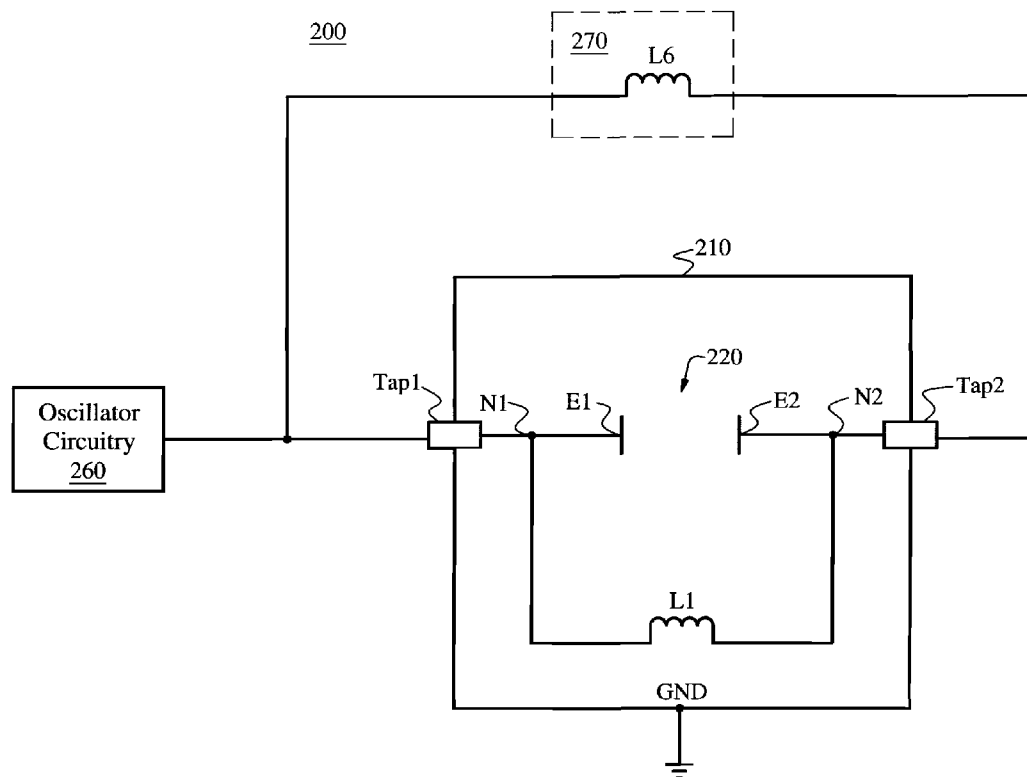 200
270
L6
210
220
Tap1
N1
E1
E2
N2
Tap2
Oscillator
Circuitry
260
L1
GND